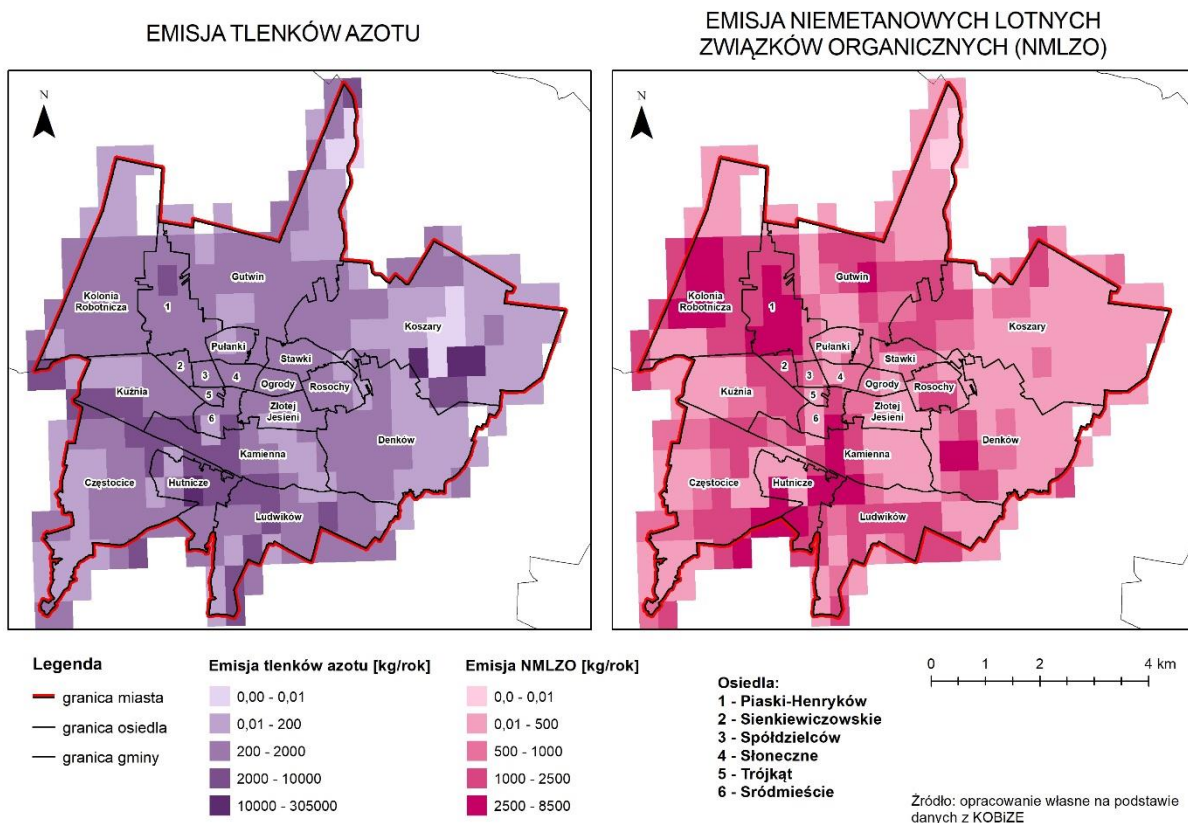 EMISJA TLENKÓW AZOTU
EMISJA NIEMETANOWYCH LOTNYCH
ZWIĄZKÓW ORGANICZNYCH (NMLZO)
N
Gutwin
Kolonia
Robotnicza
1
Koszary
Pułanki
Stawki
2
3
4
Kuźnia
Ogrody
Rosochy
5
Złotej
Jesieni
6
Denków
Kamienna
Częstocice
Hutnicze
Ludwików
N
Gutwin
Kolonia
Robotnicza
1
Koszary
Pułanki
Stawki
2
3
4
Kuźnia
Ogrody
Rosochy
5
Złotej
Jesieni
6
Denków
Kamienna
Częstocice
Hutnicze
Ludwików
Legenda
granica miasta
granica osiedla
granica gminy
Emisja tlenków azotu [kg/rok]
0,00 - 0,01
0,01 - 200
200 - 2000
2000 - 10000
10000 - 305000
Emisja NMLZO [kg/rok]
0,0 - 0,01
0,01 - 500
500 - 1000
1000 - 2500
2500 - 8500
Osiedla:
1 - Piaski-Henryków
2 - Sienkiewiczowskie
3 - Spółdzielców
4 - Słoneczne
5 - Trójkąt
6 - Sródmieście
0 1 2 4 km
Źródło: opracowanie własne na podstawie
danych z KOBiZE